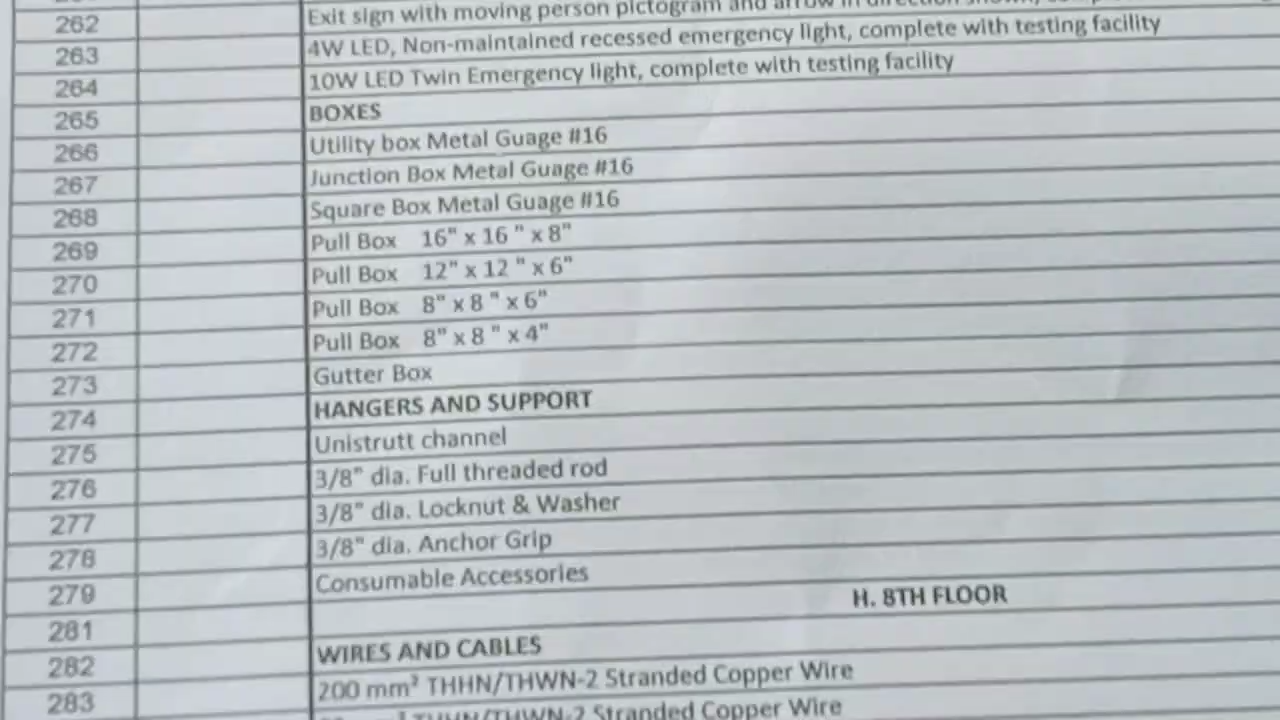 262 Exit sign with moving person pictogram and arrow in direction shown,
263 4W LED, Non-maintained recessed emergency light, complete with testing facility
264 10W LED Twin Emergency light, complete with testing facility
265 BOXES
266 Utility box Metal Guage #16
267 Junction Box Metal Guage #16
268 Square Box Metal Guage #16
269 Pull Box 16" x 16 " x 8"
270 Pull Box 12" x 12 " x 6"
271 Pull Box 8" x 8 " x 6"
272 Pull Box 8" x 8 " x 4"
273 Gutter Box
274 HANGERS AND SUPPORT
275 Unistrutt channel
276 3/8" dia. Full threaded rod
277 3/8" dia. Locknut & Washer
278 3/8" dia. Anchor Grip
279 Consumable Accessories
281 H. 8TH FLOOR
282 WIRES AND CABLES
283 200 mm² THHN/THWN-2 Stranded Copper Wire
THHN/THWN-2 Stranded Copper Wire